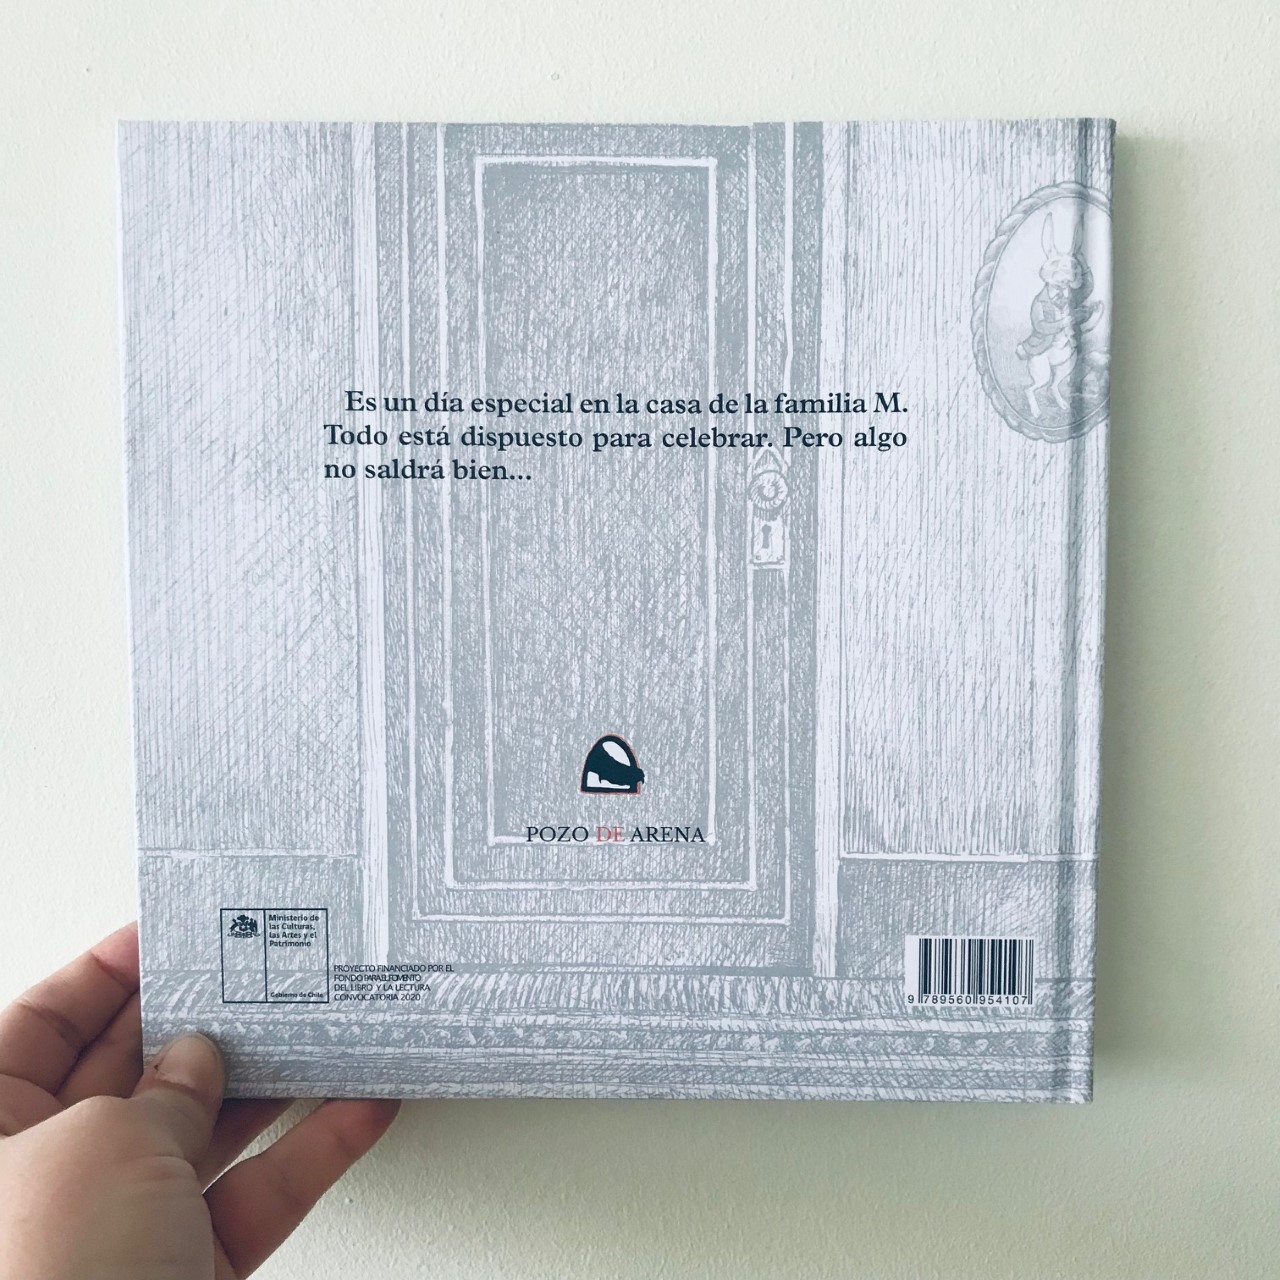 Es un día especial en la casa de la familia M.
Todo está dispuesto para celebrar. Pero algo
no saldrá bien...
POZO DE ARENA
Ministerio de
las Culturas,
las Artes y el
Patrimonio
Gobierno de Chile
PROYECTO FINANCIADO POR EL
FONDO PARA EL FOMENTO
DEL LIBRO Y LA LECTURA
CONVOCATORIA 2020
9 789560 954107